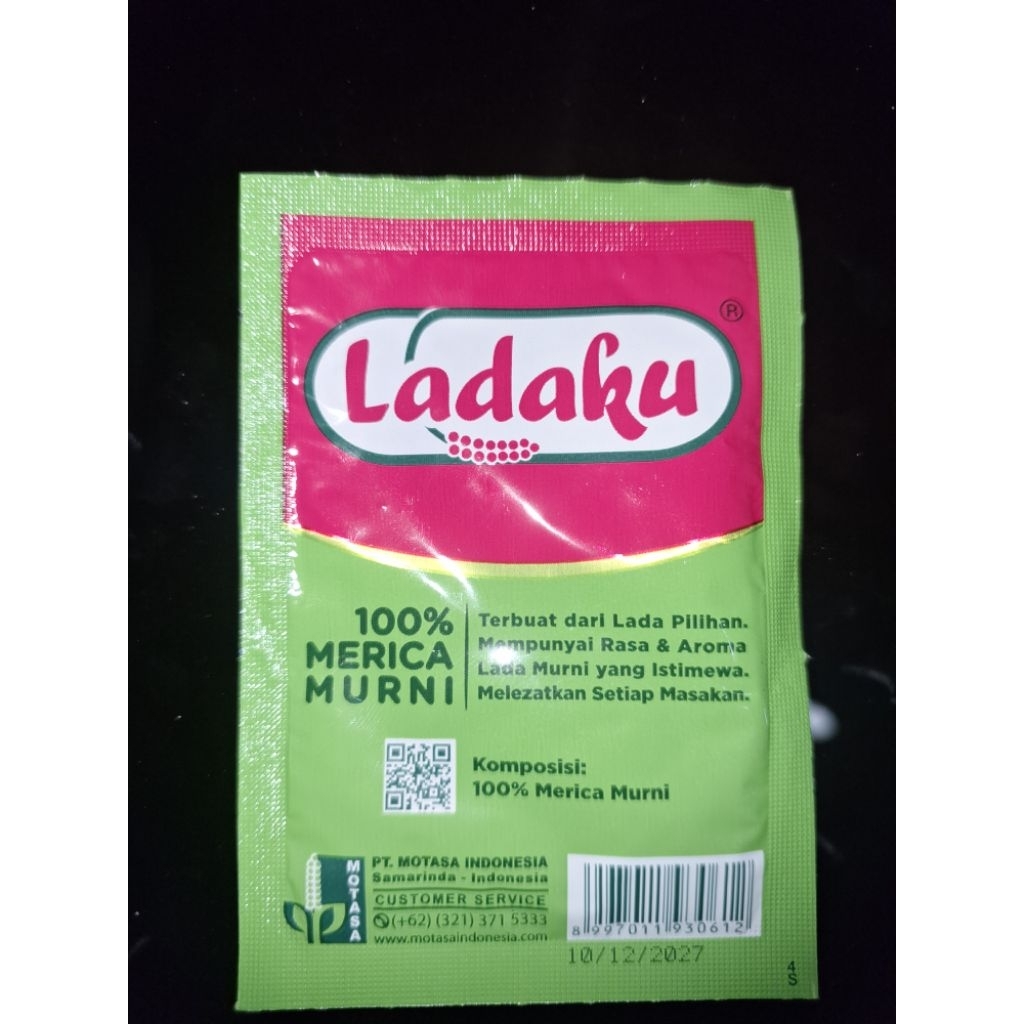 ®
Ladaku
100%
MERICA
MURNI
Terbuat dari Lada Pilihan.
Mempunyai Rasa & Aroma
Lada Murni yang Istimewa.
Melezatkan Setiap Masakan.
Komposisi:
100% Merica Murni
MOTASA
PT. MOTASA INDONESIA
Samarinda - Indonesia
CUSTOMER SERVICE
(+62) (321) 371 5333
www.motasaindonesia.com
8 997011 930612
10/12/2027
4
S